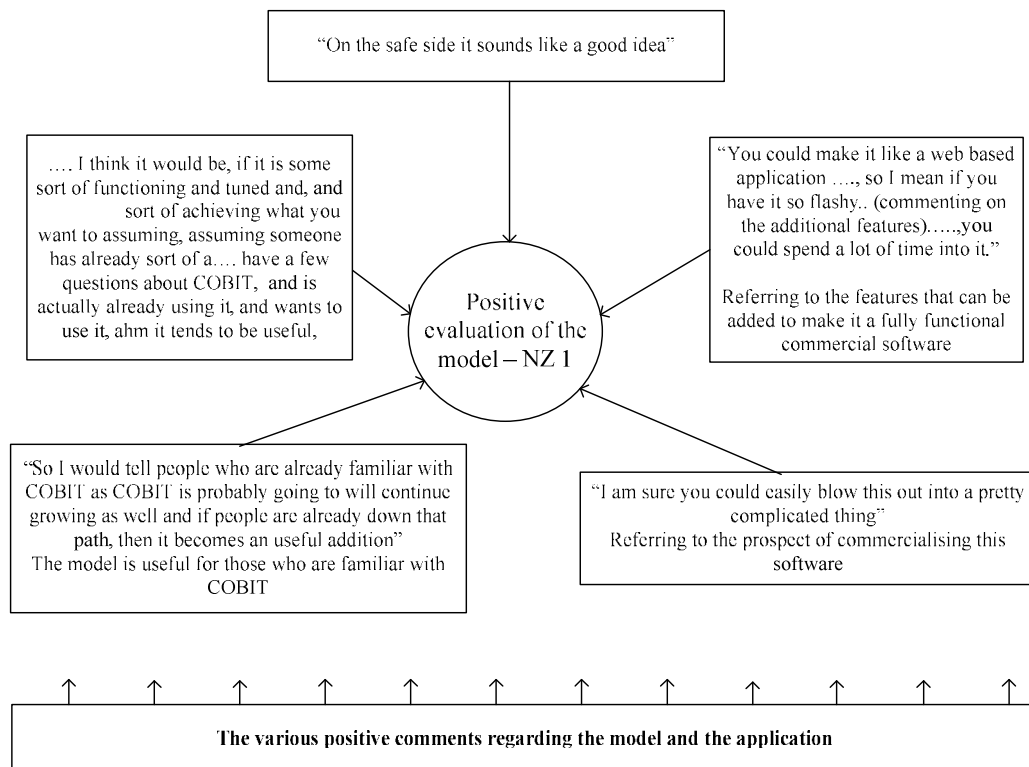 “On the safe side it sounds like a good idea”
…. I think it would be, if it is some
sort of functioning and tuned and, and
sort of achieving what you
want to assuming, assuming someone
has already sort of a…. have a few
questions about COBIT,  and is
actually already using it, and wants to
use it, ahm it tends to be useful,
“You could make it like a web based
application …., so I mean if you
have it so flashy.. (commenting on
the additional features)…..,you
could spend a lot of time into it.”
Referring to the features that can be
added to make it a fully functional
commercial software
Positive
evaluation of the
model – NZ 1
“So I would tell people who are already familiar with
COBIT as COBIT is probably going to will continue
growing as well and if people are already down that
path, then it becomes an useful addition”
The model is useful for those who are familiar with
COBIT
“I am sure you could easily blow this out into a pretty
complicated thing”
Referring to the prospect of commercialising this
software
The various positive comments regarding the model and the application